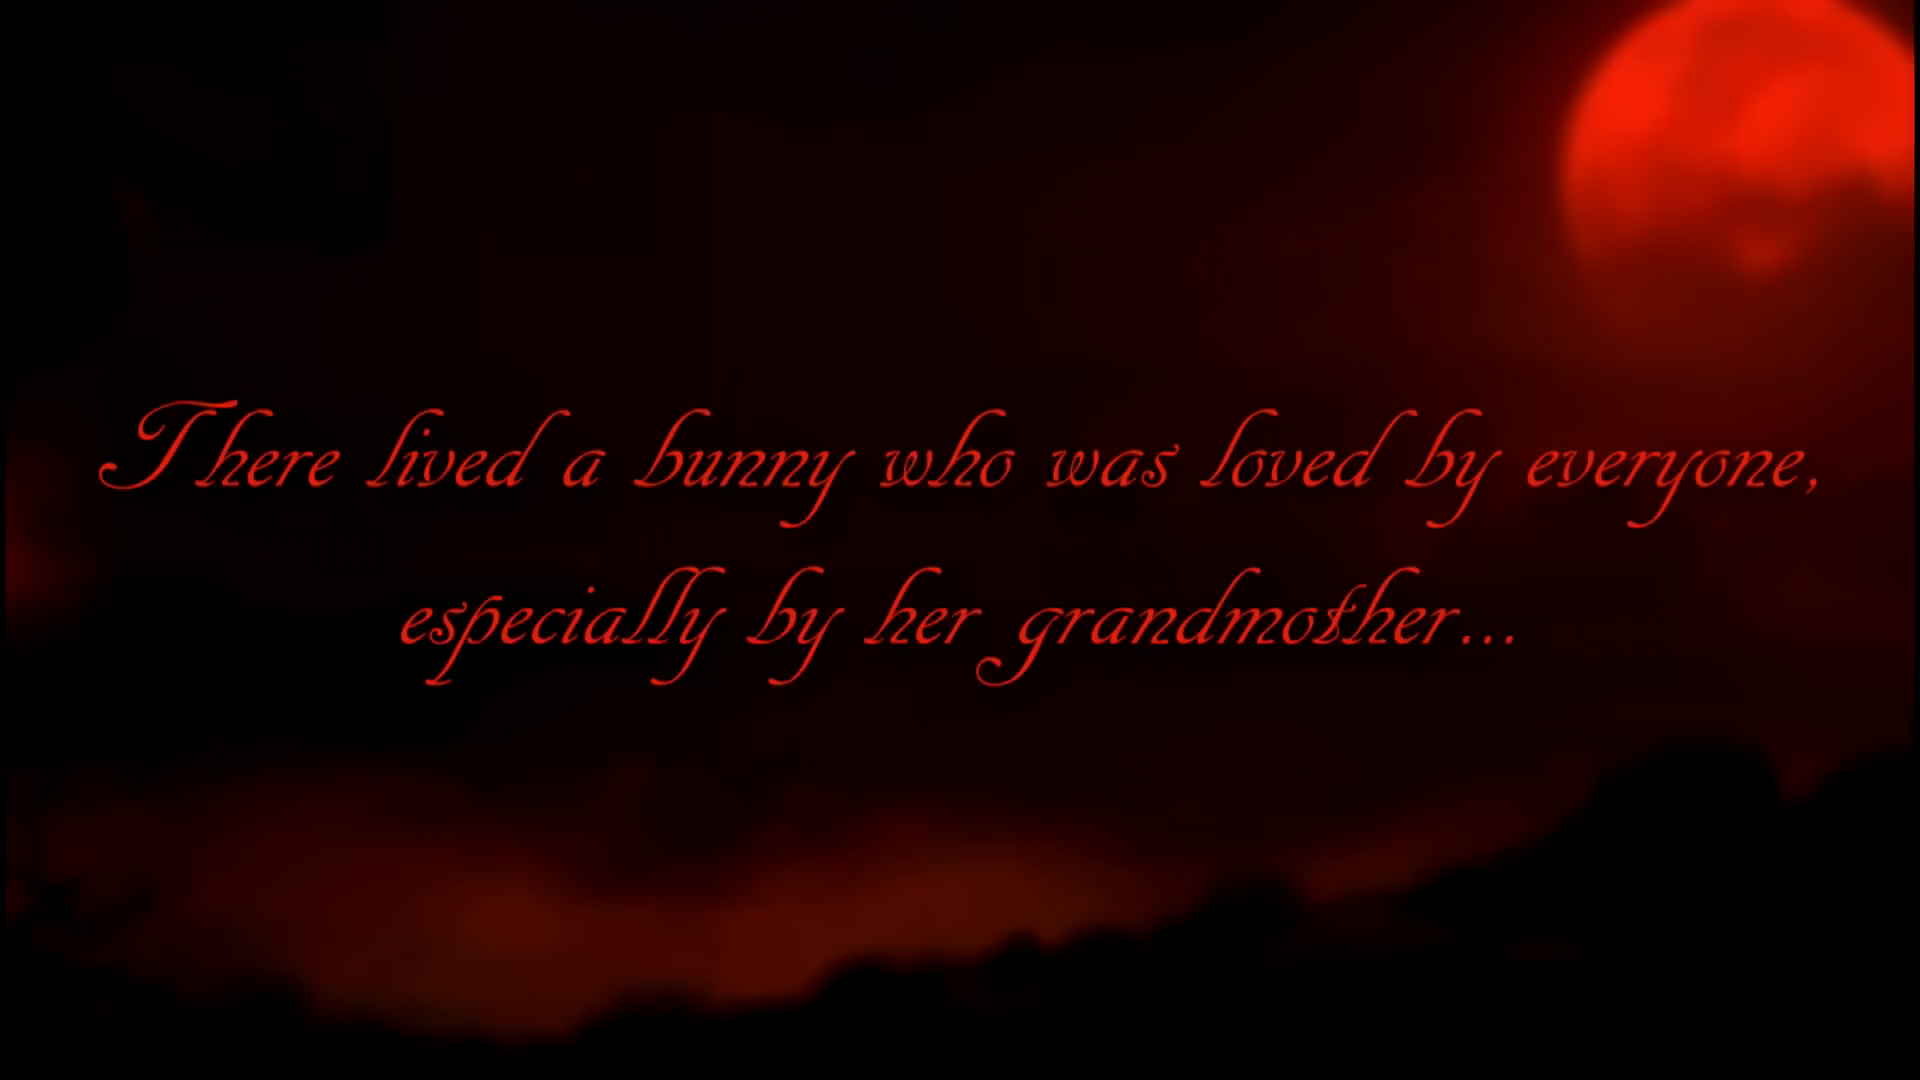 There lived a bunny who was loved by everyone,
especially by her grandmother...